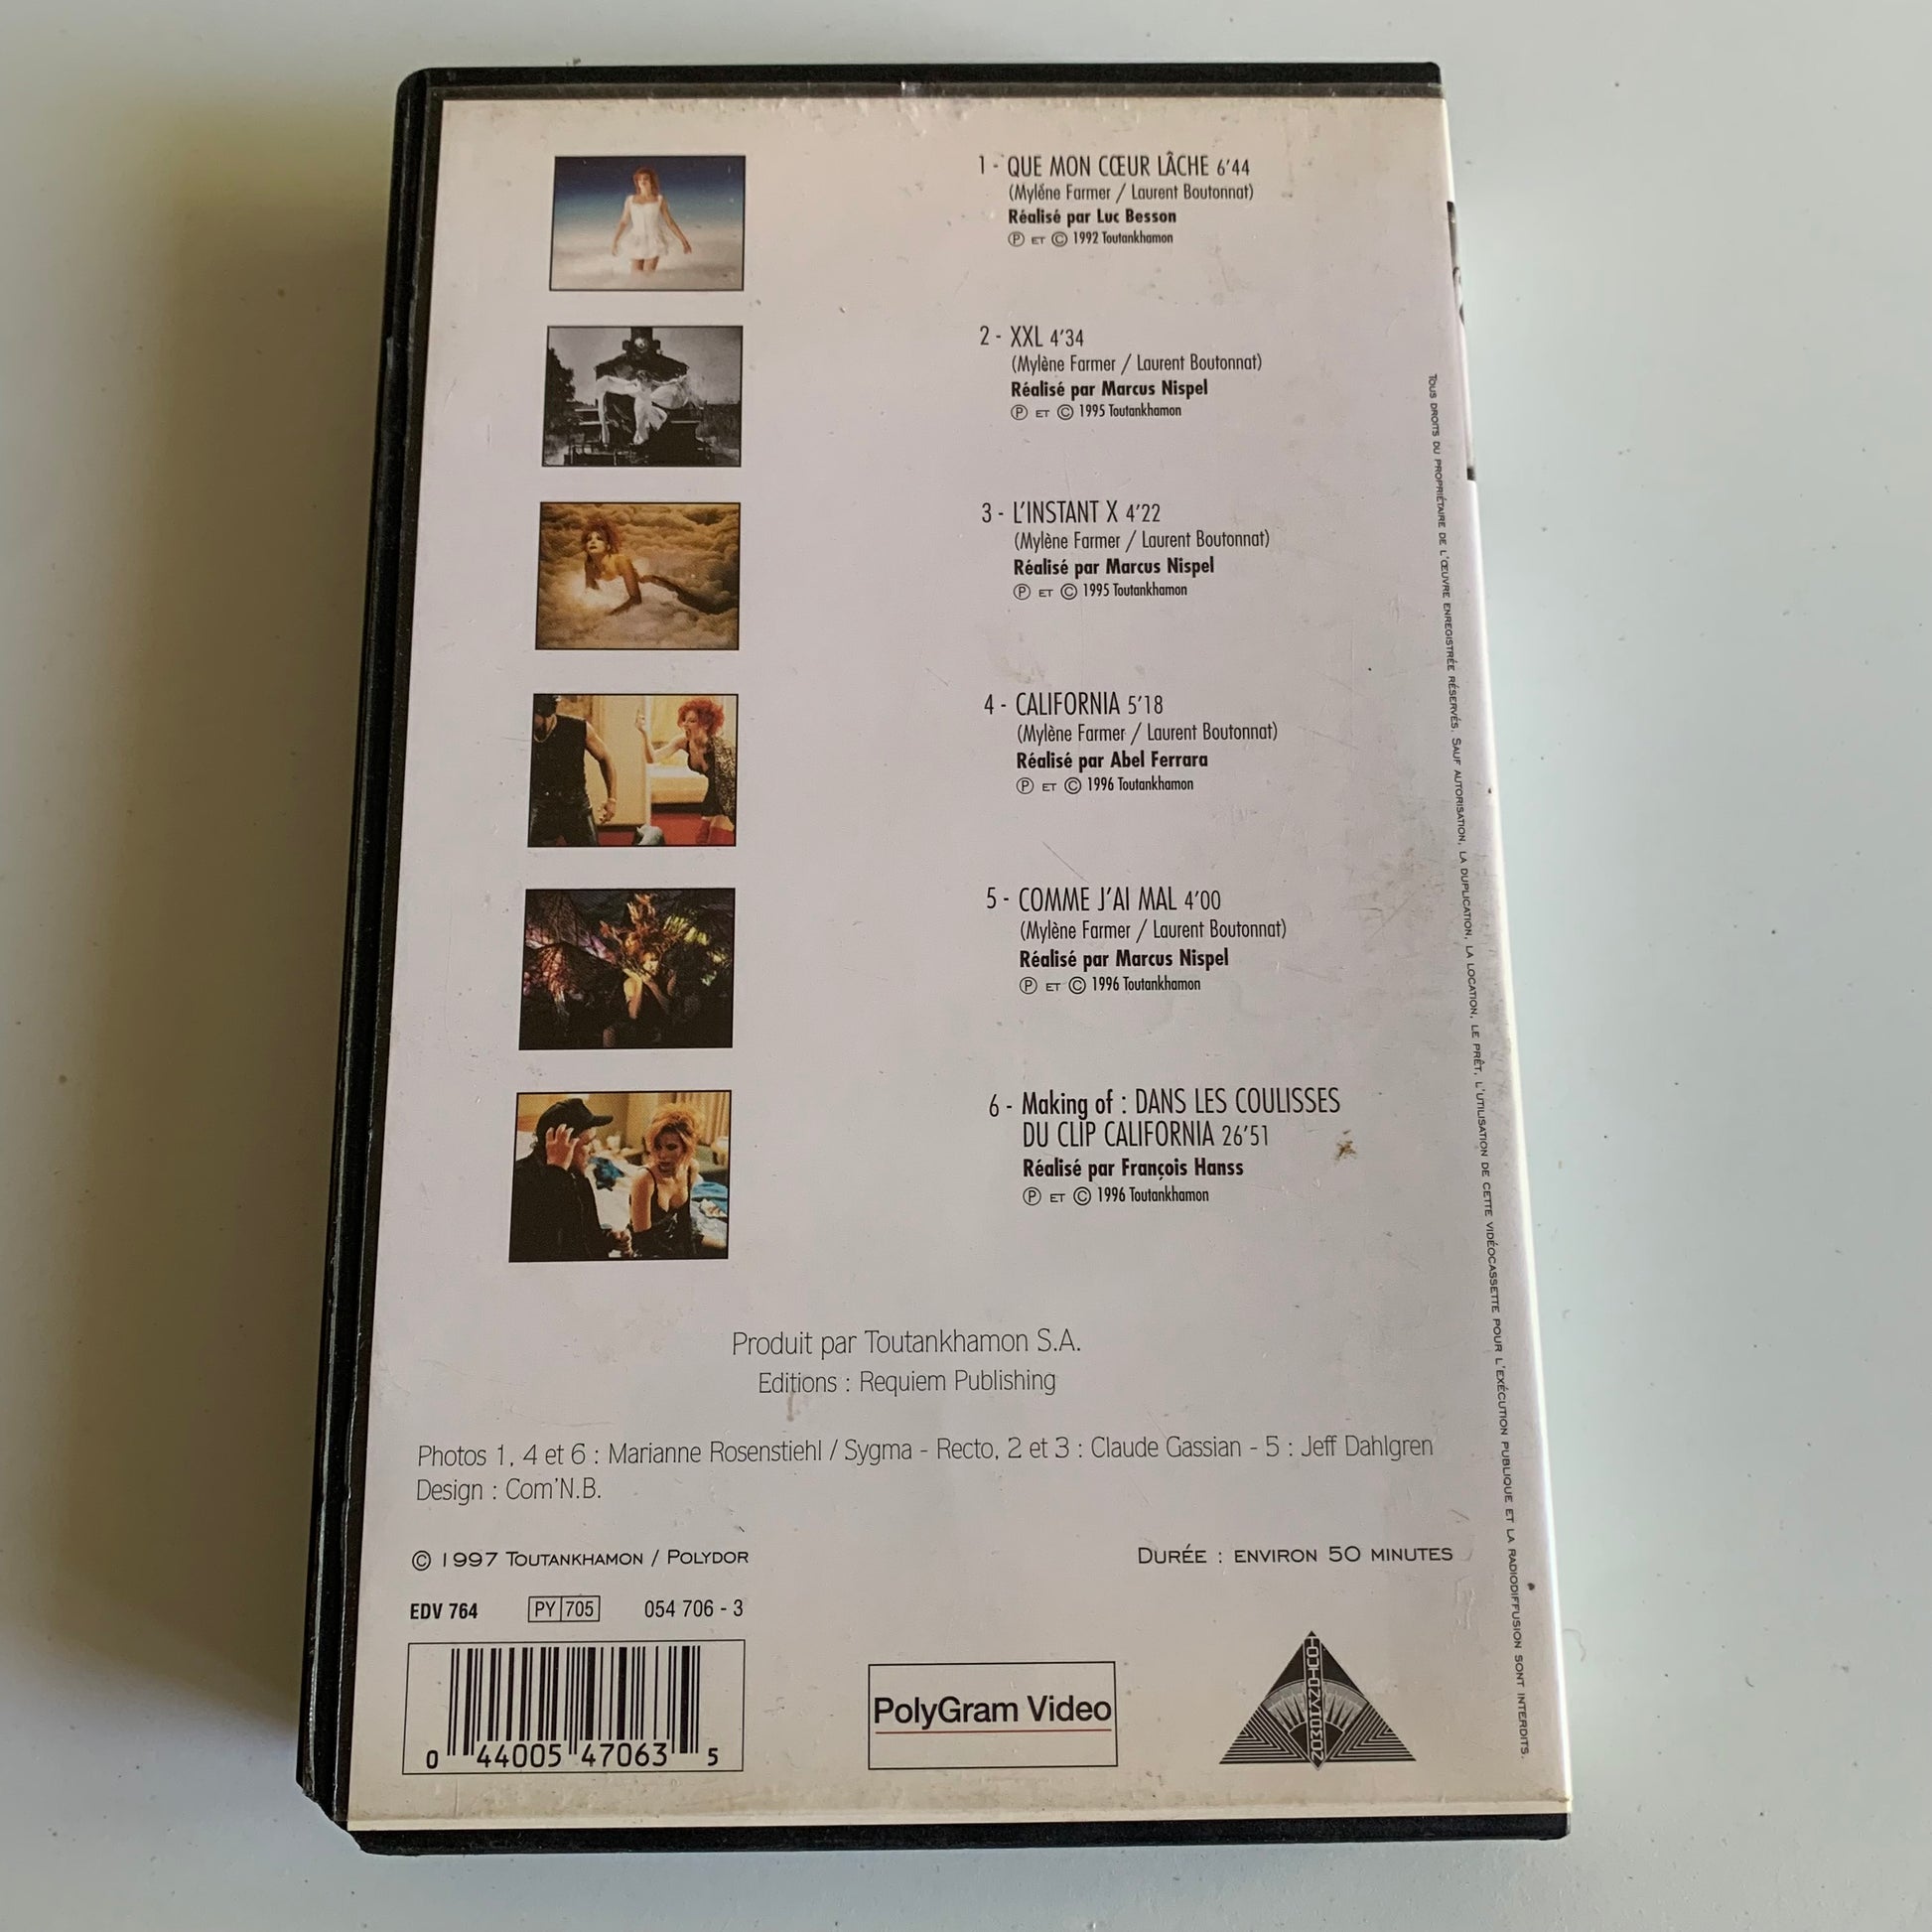 1 - QUE MON CŒUR LÂCHE 6'44
(Mylène Farmer / Laurent Boutonnat)
Réalisé par Luc Besson
Ⓟ ET © 1992 Toutankhamon
2 - XXL 4'34
(Mylène Farmer / Laurent Boutonnat)
Réalisé par Marcus Nispel
Ⓟ ET © 1995 Toutankhamon
3 - L'INSTANT X 4'22
(Mylène Farmer / Laurent Boutonnat)
Réalisé par Marcus Nispel
Ⓟ ET © 1995 Toutankhamon
4 - CALIFORNIA 5'18
(Mylène Farmer / Laurent Boutonnat)
Réalisé par Abel Ferrara
Ⓟ ET © 1996 Toutankhamon
5 - COMME J'AI MAL 4'00
(Mylène Farmer / Laurent Boutonnat)
Réalisé par Marcus Nispel
Ⓟ ET © 1996 Toutankhamon
6 - Making of : DANS LES COULISSES
DU CLIP CALIFORNIA 26'51
Réalisé par François Hanss
Ⓟ ET © 1996 Toutankhamon
Produit par Toutankhamon S.A.
Editions : Requiem Publishing
Photos 1, 4 et 6 : Marianne Rosenstiehl / Sygma - Recto, 2 et 3 : Claude Gassian - 5 : Jeff Dahlgren
Design : Com'N.B.
© 1997 TOUTANKHAMON / POLYDOR
DURÉE : ENVIRON 50 MINUTES
EDV 764 PY 705 054 706 - 3
0 44005 47063 5
PolyGram Video
TOUTANKHAMON
TOUS DROITS DU PROPRIÉTAIRE DE L'ŒUVRE ENREGISTRÉE RÉSERVÉS. SAUF AUTORISATION, LA DUPLICATION, LA LOCATION, LE PRÊT, L'UTILISATION DE CETTE VIDÉOCASSETTE POUR L'EXÉCUTION PUBLIQUE ET LA RADIODIFFUSION SONT INTERDITS.